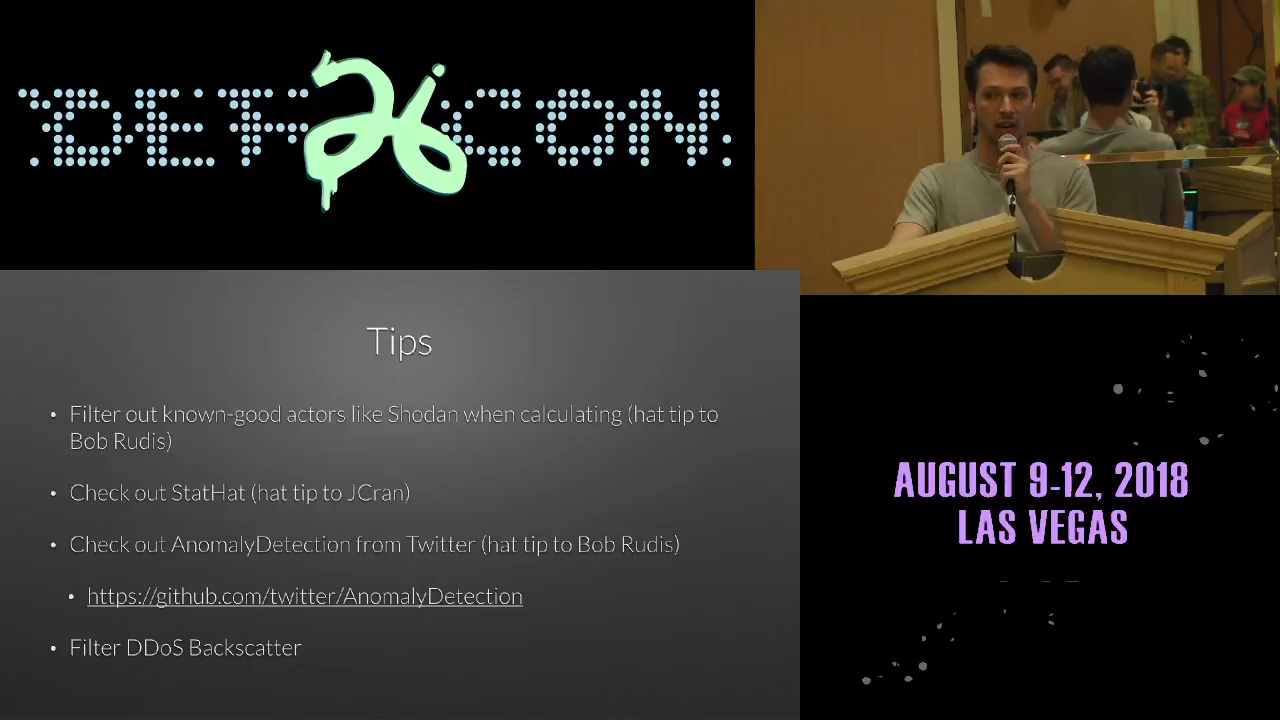 DEF 26 CON
Tips
• Filter out known-good actors like Shodan when calculating (hat tip to
Bob Rudis)
• Check out StatHat (hat tip to JCran)
• Check out AnomalyDetection from Twitter (hat tip to Bob Rudis)
• https://github.com/twitter/AnomalyDetection
• Filter DDoS Backscatter
AUGUST 9-12, 2018
LAS VEGAS